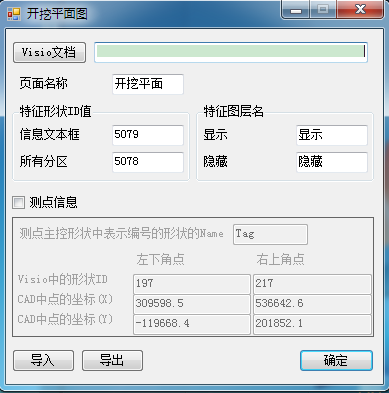 开挖平面图
Visio文档
页面名称 开挖平面
特征形状ID值 特征图层名
信息文本框 5079 显示 显示
所有分区 5078 隐藏 隐藏
测点信息
测点主控形状中表示编号的形状的Name Tag
左下角点 右上角点
Visio中的形状ID 197 217
CAD中点的坐标(X) 309598.5 536642.6
CAD中点的坐标(Y) -119668.4 201852.1
导入 导出 确定